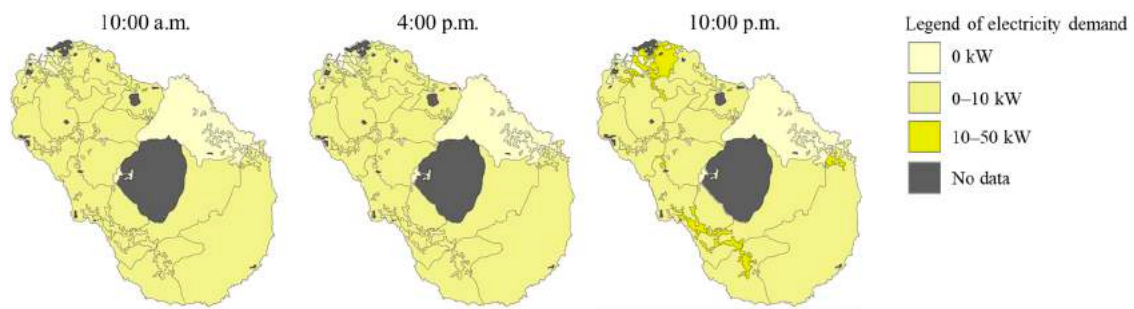 10:00 a.m.
4:00 p.m.
10:00 p.m.
Legend of electricity demand
0 kW
0–10 kW
10–50 kW
No data